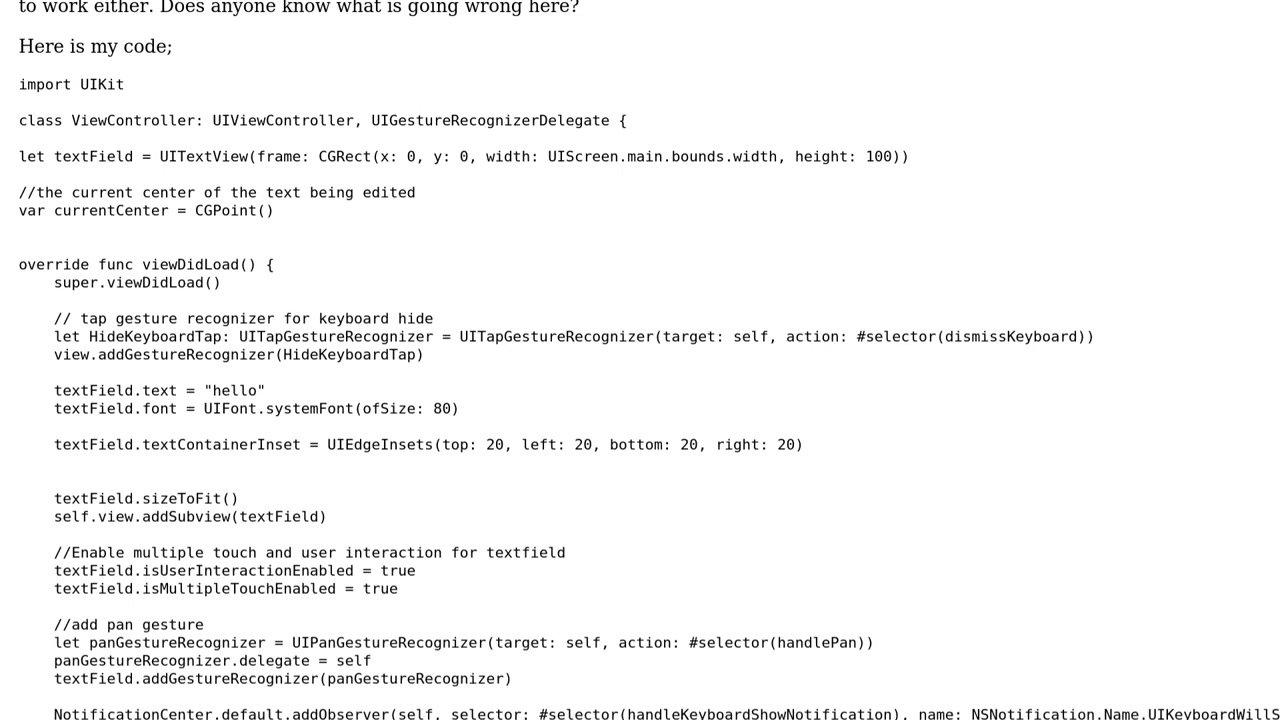 to work either. Does anyone know what is going wrong here?
Here is my code;
import UIKit
class ViewController: UIViewController, UIGestureRecognizerDelegate {
let textField = UITextView(frame: CGRect(x: 0, y: 0, width: UIScreen.main.bounds.width, height: 100))
//the current center of the text being edited
var currentCenter = CGPoint()
override func viewDidLoad() {
    super.viewDidLoad()
    // tap gesture recognizer for keyboard hide
    let HideKeyboardTap: UITapGestureRecognizer = UITapGestureRecognizer(target: self, action: #selector(dismissKeyboard))
    view.addGestureRecognizer(HideKeyboardTap)
    textField.text = "hello"
    textField.font = UIFont.systemFont(ofSize: 80)
    textField.textContainerInset = UIEdgeInsets(top: 20, left: 20, bottom: 20, right: 20)
    textField.sizeToFit()
    self.view.addSubview(textField)
    //Enable multiple touch and user interaction for textfield
    textField.isUserInteractionEnabled = true
    textField.isMultipleTouchEnabled = true
    //add pan gesture
    let panGestureRecognizer = UIPanGestureRecognizer(target: self, action: #selector(handlePan))
    panGestureRecognizer.delegate = self
    textField.addGestureRecognizer(panGestureRecognizer)
    NotificationCenter.default.addObserver(self, selector: #selector(handleKeyboardShowNotification), name: NSNotification.Name.UIKeyboardWillS